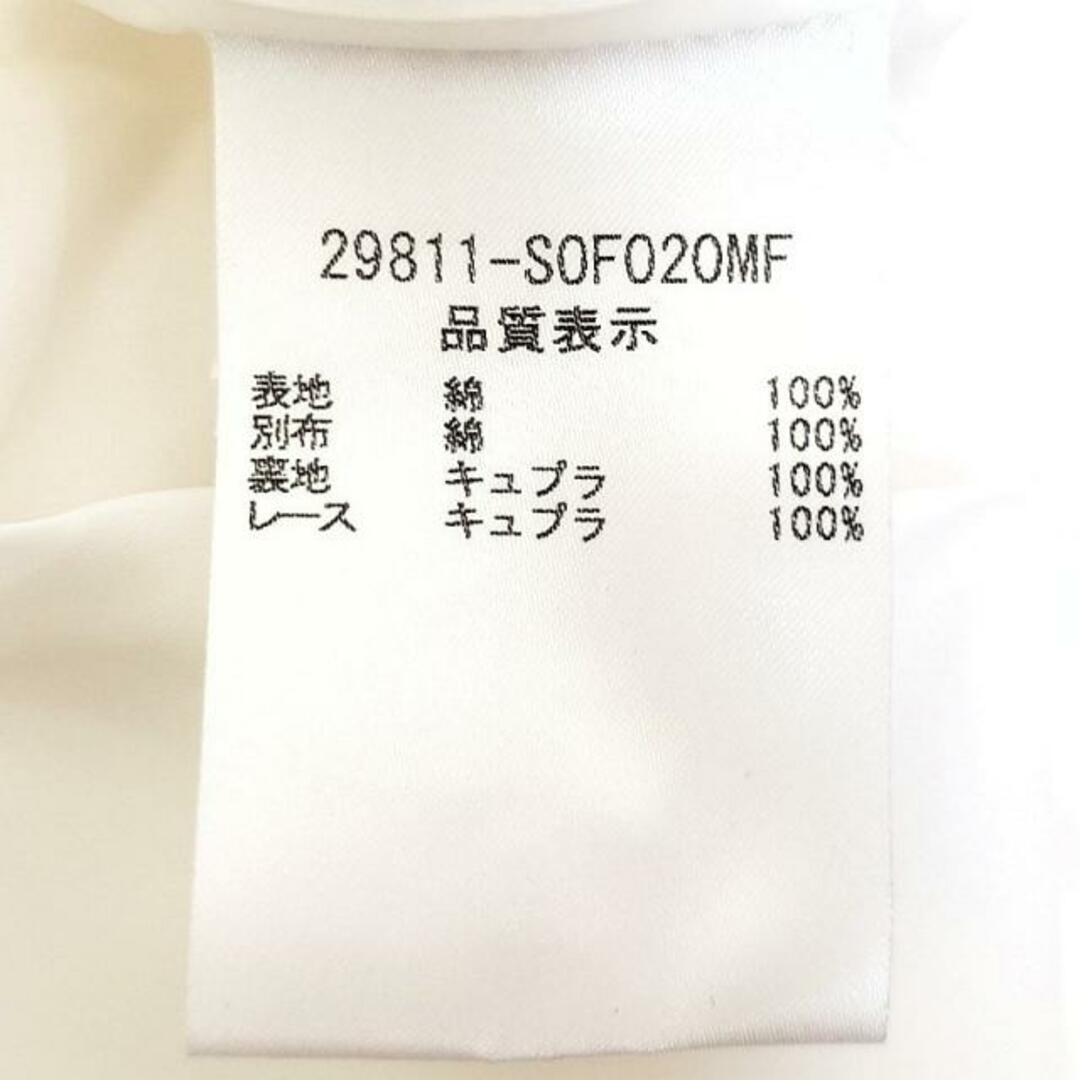 29811-SOF020MF
品質表示
表地 綿 100%
別布 綿 100%
裏地 キュプラ 100%
レース キュプラ 100%